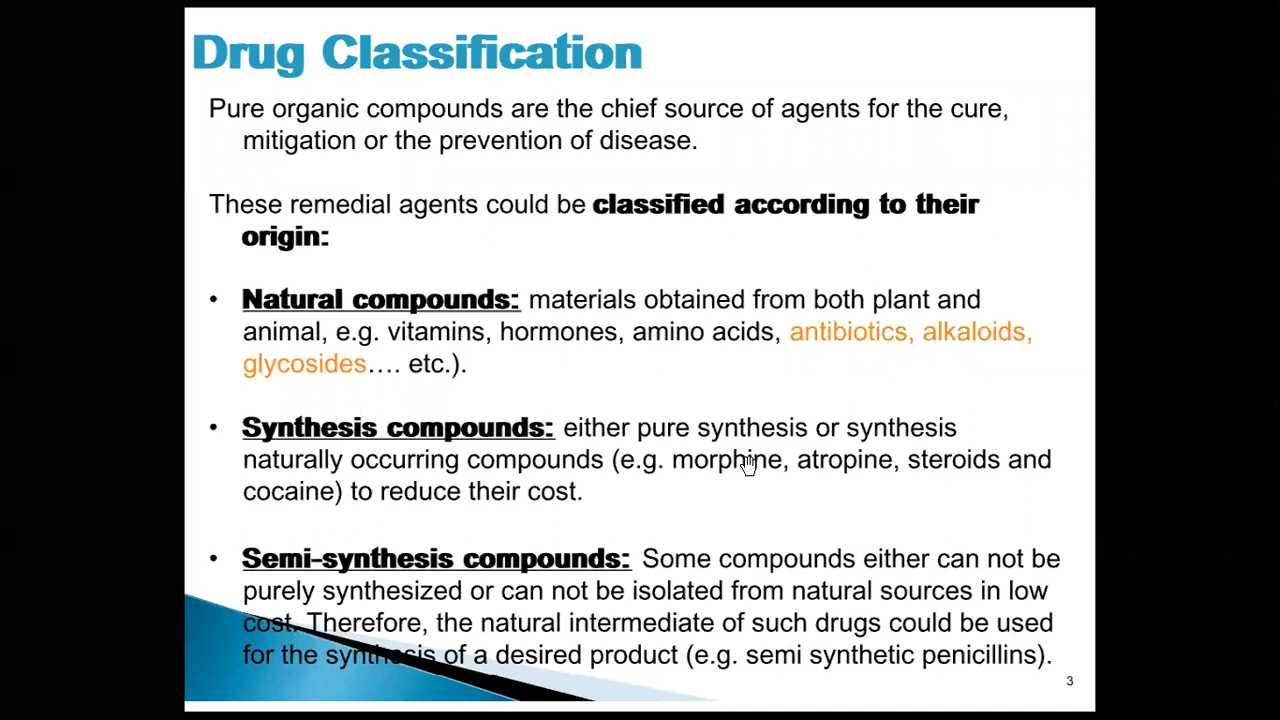 Drug Classification
Pure organic compounds are the chief source of agents for the cure,
mitigation or the prevention of disease.
These remedial agents could be classified according to their
origin:
• Natural compounds: materials obtained from both plant and
animal, e.g. vitamins, hormones, amino acids, antibiotics, alkaloids,
glycosides…. etc.).
• Synthesis compounds: either pure synthesis or synthesis
naturally occurring compounds (e.g. morphine, atropine, steroids and
cocaine) to reduce their cost.
• Semi-synthesis compounds: Some compounds either can not be
purely synthesized or can not be isolated from natural sources in low
cost. Therefore, the natural intermediate of such drugs could be used
for the synthesis of a desired product (e.g. semi synthetic penicillins).
3